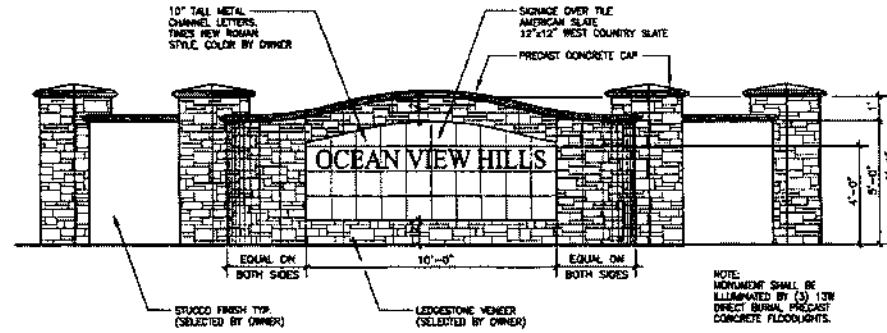 10" TALL METAL
CHANNEL LETTERS.
TIMES NEW ROMAN
STYLE, COLOR BY OWNER
SIGNAGE OVER TILE
AMERICAN SLATE
12"x12" WEST COUNTRY SLATE
PRECAST CONCRETE CAP
OCEAN VIEW HILLS
1'
4'-0"
5'-0"
EQUAL ON
BOTH SIDES
10'-0"
EQUAL ON
BOTH SIDES
STUCCO FINISH TYP.
(SELECTED BY OWNER)
LEDGESTONE VENEER
(SELECTED BY OWNER)
NOTE:
MONUMENT SHALL BE
ILLUMINATED BY (3) 13W
DIRECT BURIAL PRECAST
CONCRETE FLOODLIGHTS.